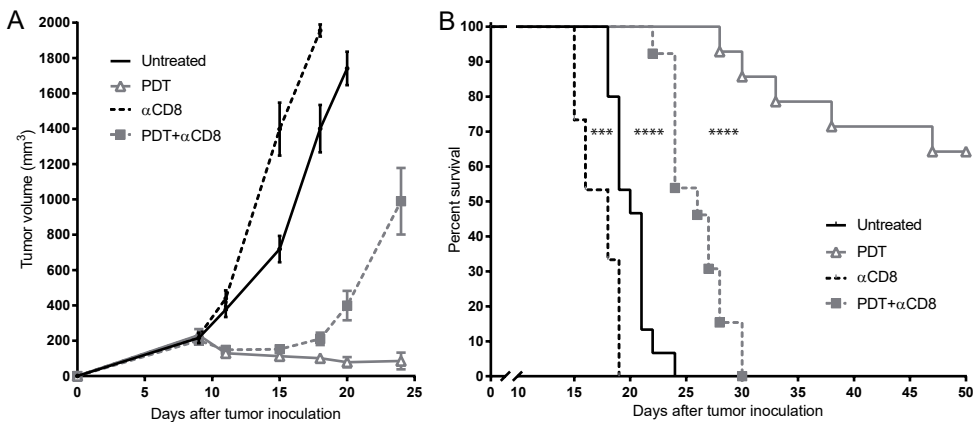 A
Tumor volume (mm³)
2000
1800
1600
1400
1200
1000
800
600
400
200
0
0 5 10 15 20 25
Days after tumor inoculation
Untreated
PDT
αCD8
PDT+αCD8
B
Percent survival
100
90
80
70
60
50
40
30
20
10
0
0 10 15 20 25 30 35 40 45 50
Days after tumor inoculation
*** **** ****
Untreated
PDT
αCD8
PDT+αCD8